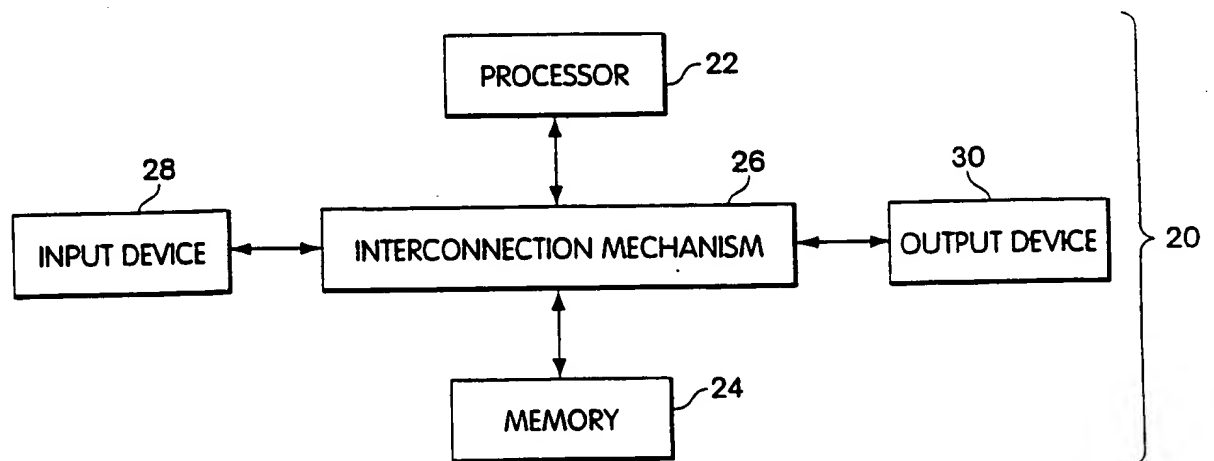 PROCESSOR
22
28
26
30
INPUT DEVICE
INTERCONNECTION MECHANISM
OUTPUT DEVICE
20
24
MEMORY